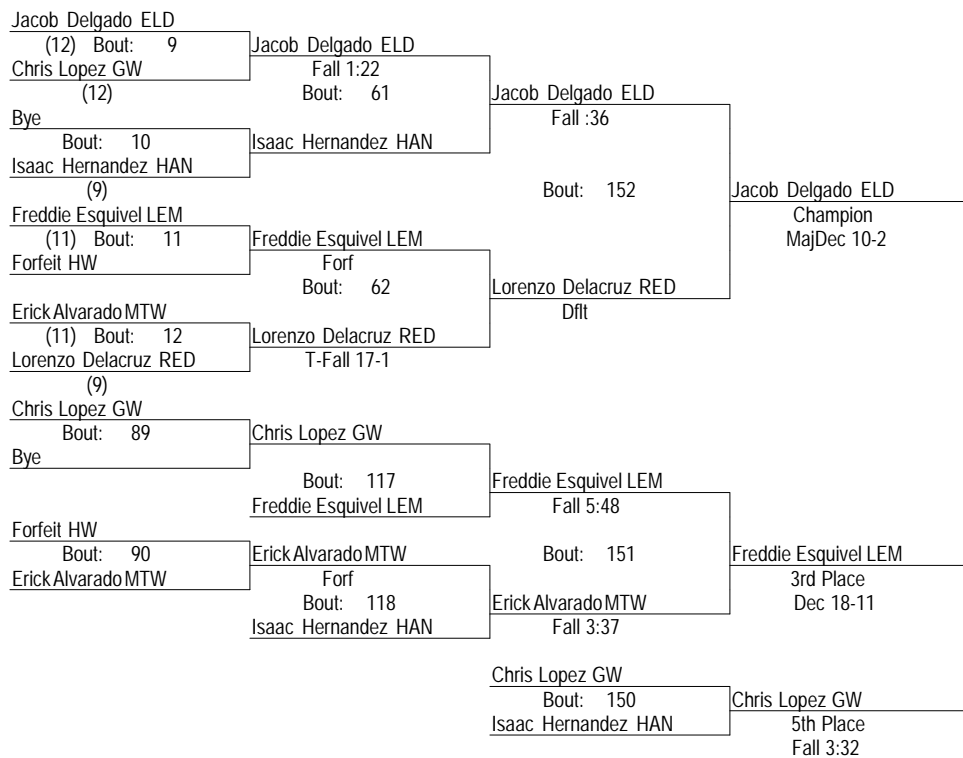 Jacob Delgado ELD
(12) Bout: 9 Jacob Delgado ELD
Chris Lopez GW Fall 1:22
(12) Bout: 61 Jacob Delgado ELD
Bye Fall :36
Bout: 10 Isaac Hernandez HAN
Isaac Hernandez HAN
(9) Bout: 152 Jacob Delgado ELD
Freddie Esquivel LEM Champion
(11) Bout: 11 Freddie Esquivel LEM MajDec 10-2
Forfeit HW Forf
Bout: 62 Lorenzo Delacruz RED
Erick Alvarado MTW Dflt
(11) Bout: 12 Lorenzo Delacruz RED
Lorenzo Delacruz RED T-Fall 17-1
(9)
Chris Lopez GW
Bout: 89 Chris Lopez GW
Bye
Bout: 117 Freddie Esquivel LEM
Freddie Esquivel LEM Fall 5:48
Forfeit HW
Bout: 90 Erick Alvarado MTW Bout: 151 Freddie Esquivel LEM
Erick Alvarado MTW Forf 3rd Place
Bout: 118 Erick Alvarado MTW Dec 18-11
Isaac Hernandez HAN Fall 3:37
Chris Lopez GW
Bout: 150 Chris Lopez GW
Isaac Hernandez HAN 5th Place
Fall 3:32